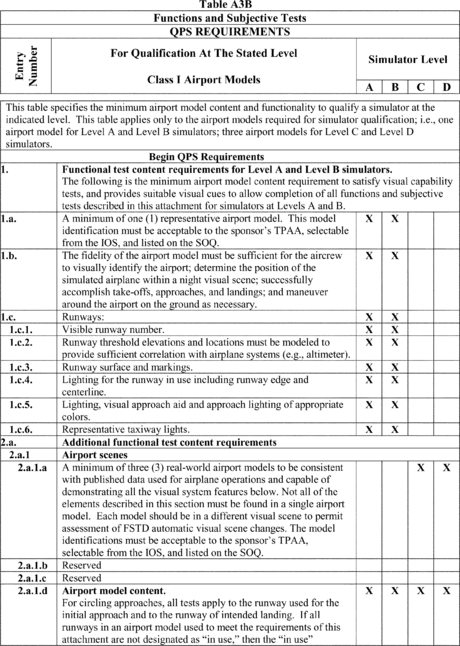 Table A3B
Functions and Subjective Tests
QPS REQUIREMENTS
Entry Number
For Qualification At The Stated Level
Class I Airport Models
Simulator Level
A B C D
This table specifies the minimum airport model content and functionality to qualify a simulator at the
indicated level. This table applies only to the airport models required for simulator qualification; i.e., one
airport model for Level A and Level B simulators; three airport models for Level C and Level D
simulators.
Begin QPS Requirements
1. Functional test content requirements for Level A and Level B simulators.
The following is the minimum airport model content requirement to satisfy visual capability
tests, and provides suitable visual cues to allow completion of all functions and subjective
tests described in this attachment for simulators at Levels A and B.
1.a. A minimum of one (1) representative airport model. This model X X
identification must be acceptable to the sponsor's TPAA, selectable
from the IOS, and listed on the SOQ.
1.b. The fidelity of the airport model must be sufficient for the aircrew X X
to visually identify the airport; determine the position of the
simulated airplane within a night visual scene; successfully
accomplish take-offs, approaches, and landings; and maneuver
around the airport on the ground as necessary.
1.c. Runways: X X
1.c.1. Visible runway number. X X
1.c.2. Runway threshold elevations and locations must be modeled to X X
provide sufficient correlation with airplane systems (e.g., altimeter).
1.c.3. Runway surface and markings. X X
1.c.4. Lighting for the runway in use including runway edge and X X
centerline.
1.c.5. Lighting, visual approach aid and approach lighting of appropriate X X
colors.
1.c.6. Representative taxiway lights. X X
2.a. Additional functional test content requirements
2.a.1 Airport scenes
2.a.1.a A minimum of three (3) real-world airport models to be consistent X X
with published data used for airplane operations and capable of
demonstrating all the visual system features below. Not all of the
elements described in this section must be found in a single airport
model. Each model should be in a different visual scene to permit
assessment of FSTD automatic visual scene changes. The model
identifications must be acceptable to the sponsor's TPAA,
selectable from the IOS, and listed on the SOQ.
2.a.1.b Reserved
2.a.1.c Reserved
2.a.1.d Airport model content. X X X X
For circling approaches, all tests apply to the runway used for the
initial approach and to the runway of intended landing. If all
runways in an airport model used to meet the requirements of this
attachment are not designated as "in use," then the "in use"